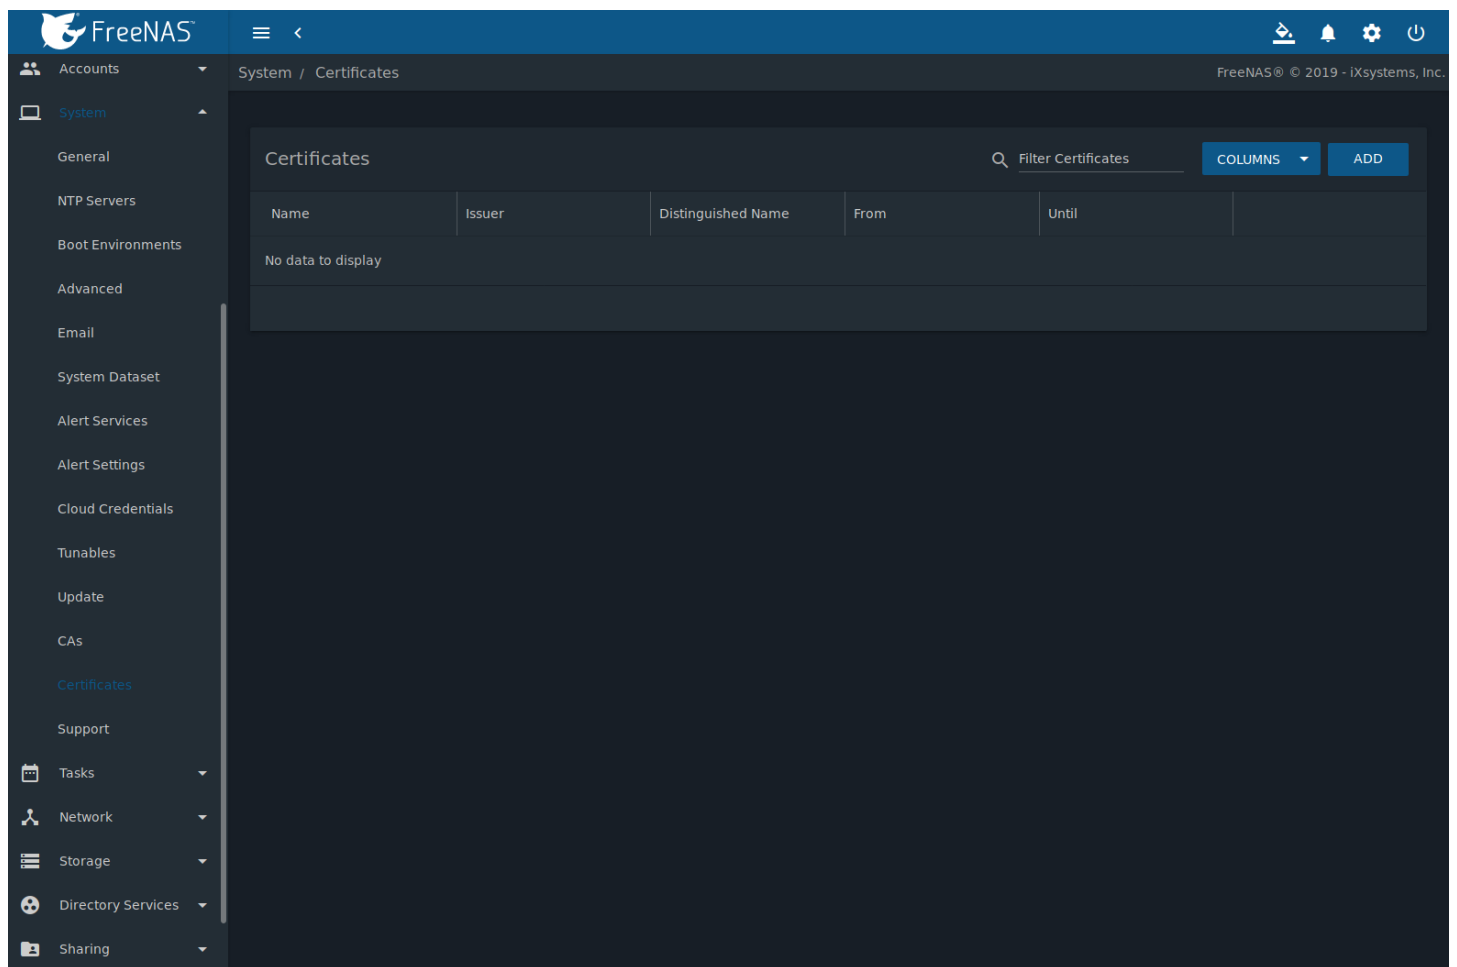 FreeNAS™
Accounts
System
General
NTP Servers
Boot Environments
Advanced
Email
System Dataset
Alert Services
Alert Settings
Cloud Credentials
Tunables
Update
CAs
Certificates
Support
Tasks
Network
Storage
Directory Services
Sharing
System / Certificates
FreeNAS® © 2019 - iXsystems, Inc.
Certificates
Filter Certificates
COLUMNS
ADD
Name Issuer Distinguished Name From Until
No data to display